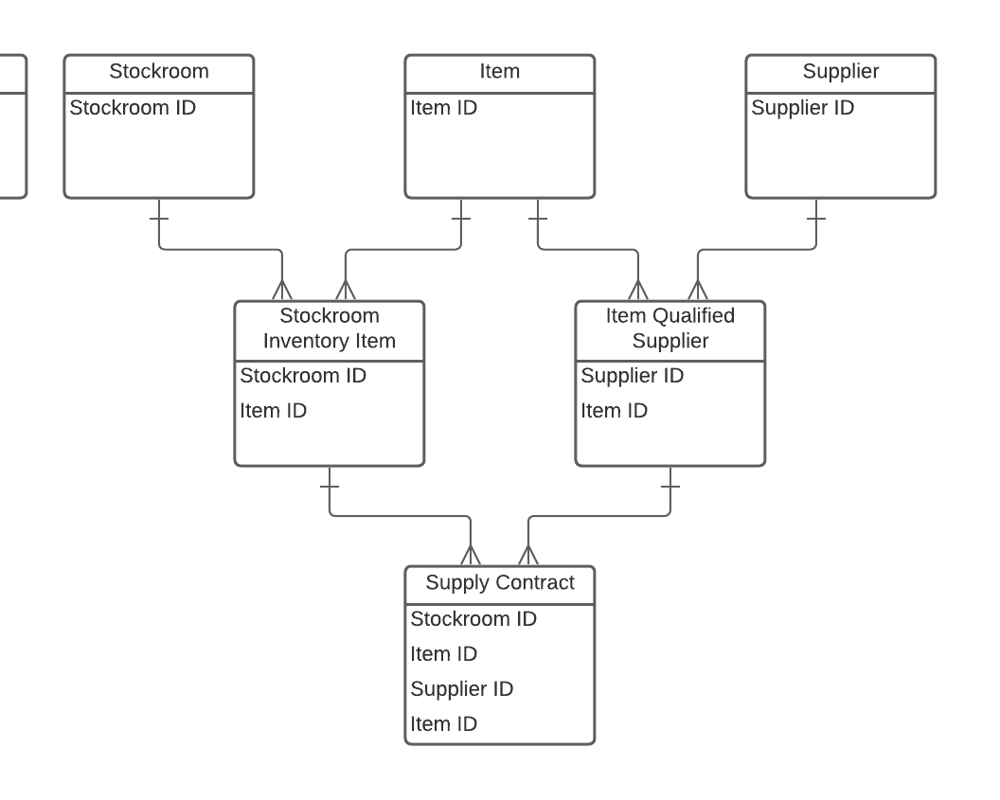 Stockroom
Stockroom ID
Item
Item ID
Supplier
Supplier ID
Stockroom
Inventory Item
Stockroom ID
Item ID
Item Qualified
Supplier
Supplier ID
Item ID
Supply Contract
Stockroom ID
Item ID
Supplier ID
Item ID